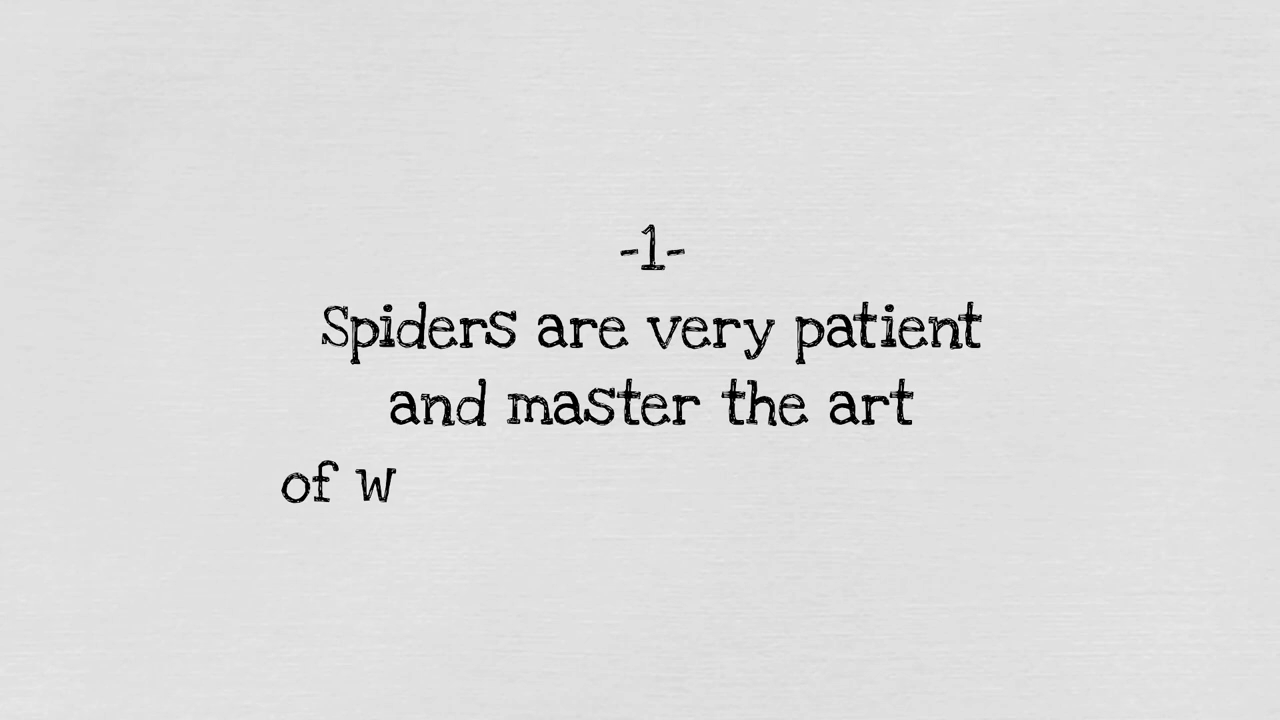 -1-
Spiders are very patient
and master the art
of w